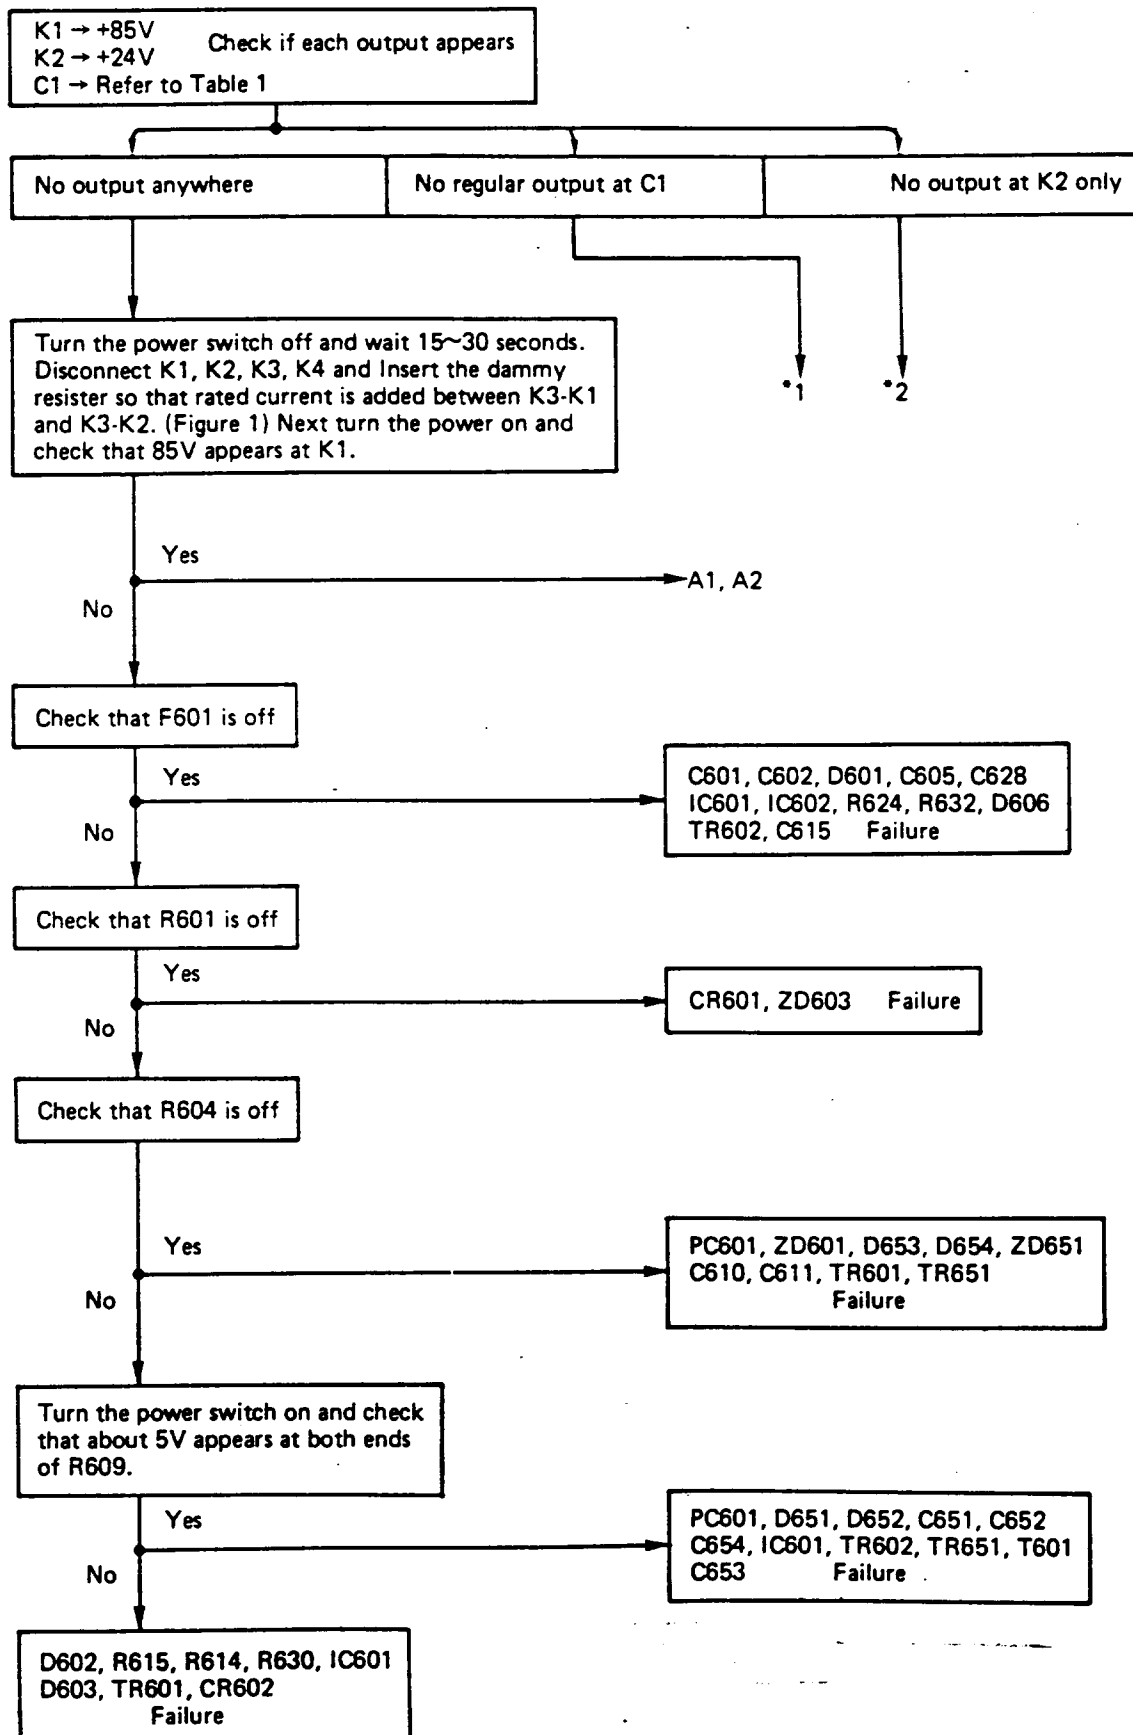 K1 → +85V
K2 → +24V
Check if each output appears
C1 → Refer to Table 1
No output anywhere
No regular output at C1
No output at K2 only
Turn the power switch off and wait 15~30 seconds.
Disconnect K1, K2, K3, K4 and Insert the dammy
resister so that rated current is added between K3-K1
and K3-K2. (Figure 1) Next turn the power on and
check that 85V appears at K1.
*1
*2
Yes
A1, A2
No
Check that F601 is off
Yes
C601, C602, D601, C605, C628
IC601, IC602, R624, R632, D606
TR602, C615 Failure
No
Check that R601 is off
Yes
CR601, ZD603 Failure
No
Check that R604 is off
Yes
PC601, ZD601, D653, D654, ZD651
C610, C611, TR601, TR651
Failure
No
Turn the power switch on and check
that about 5V appears at both ends
of R609.
Yes
PC601, D651, D652, C651, C652
C654, IC601, TR602, TR651, T601
C653 Failure
No
D602, R615, R614, R630, IC601
D603, TR601, CR602
Failure